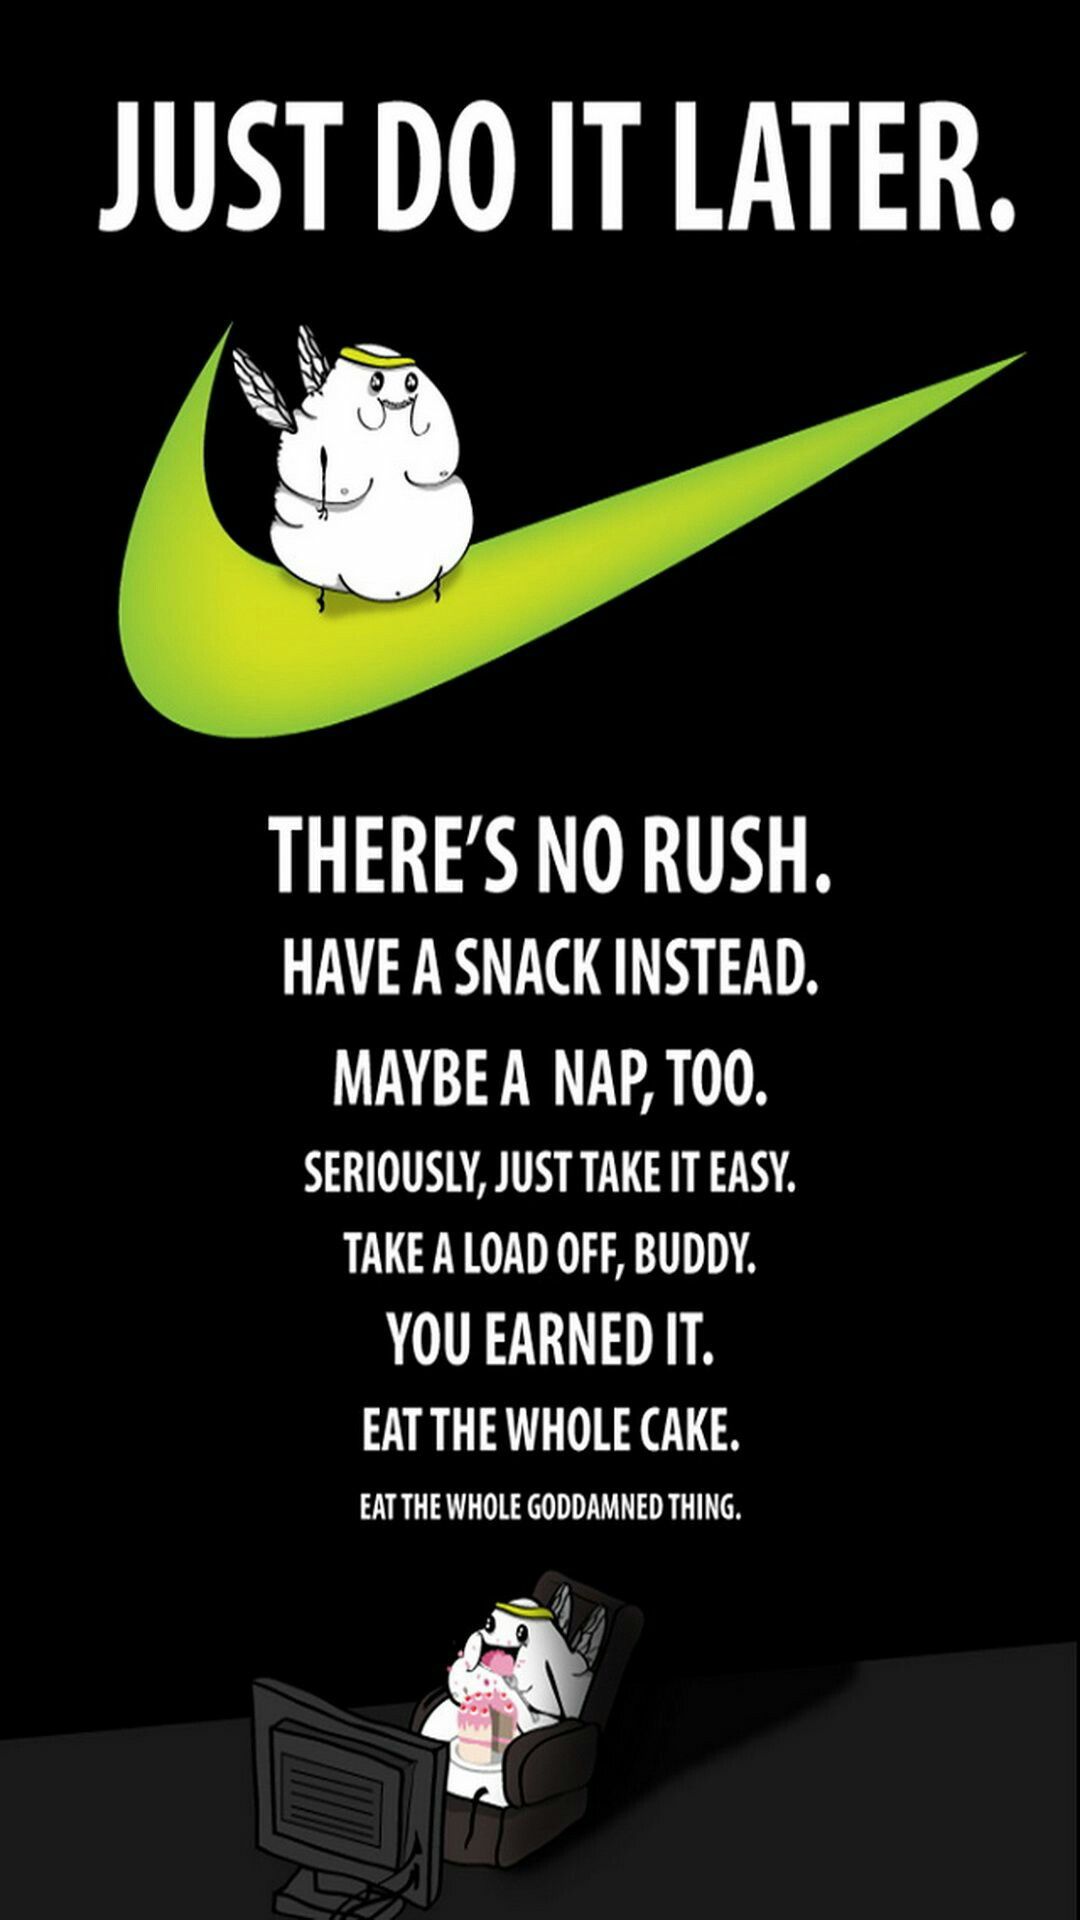 JUST DO IT LATER.
THERE'S NO RUSH.
HAVE A SNACK INSTEAD.
MAYBE A NAP, TOO.
SERIOUSLY, JUST TAKE IT EASY.
TAKE A LOAD OFF, BUDDY.
YOU EARNED IT.
EAT THE WHOLE CAKE.
EAT THE WHOLE GODDAMNED THING.